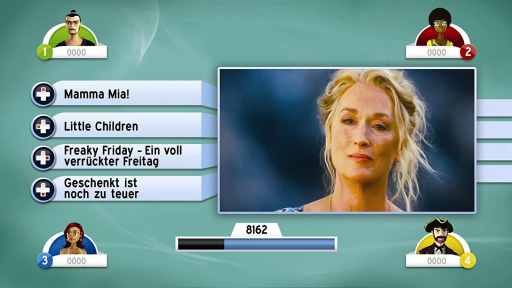 1
0000
0000
2
Mamma Mia!
Little Children
Freaky Friday - Ein voll
verrückter Freitag
Geschenkt ist
noch zu teuer
8162
3
0000
0000
4